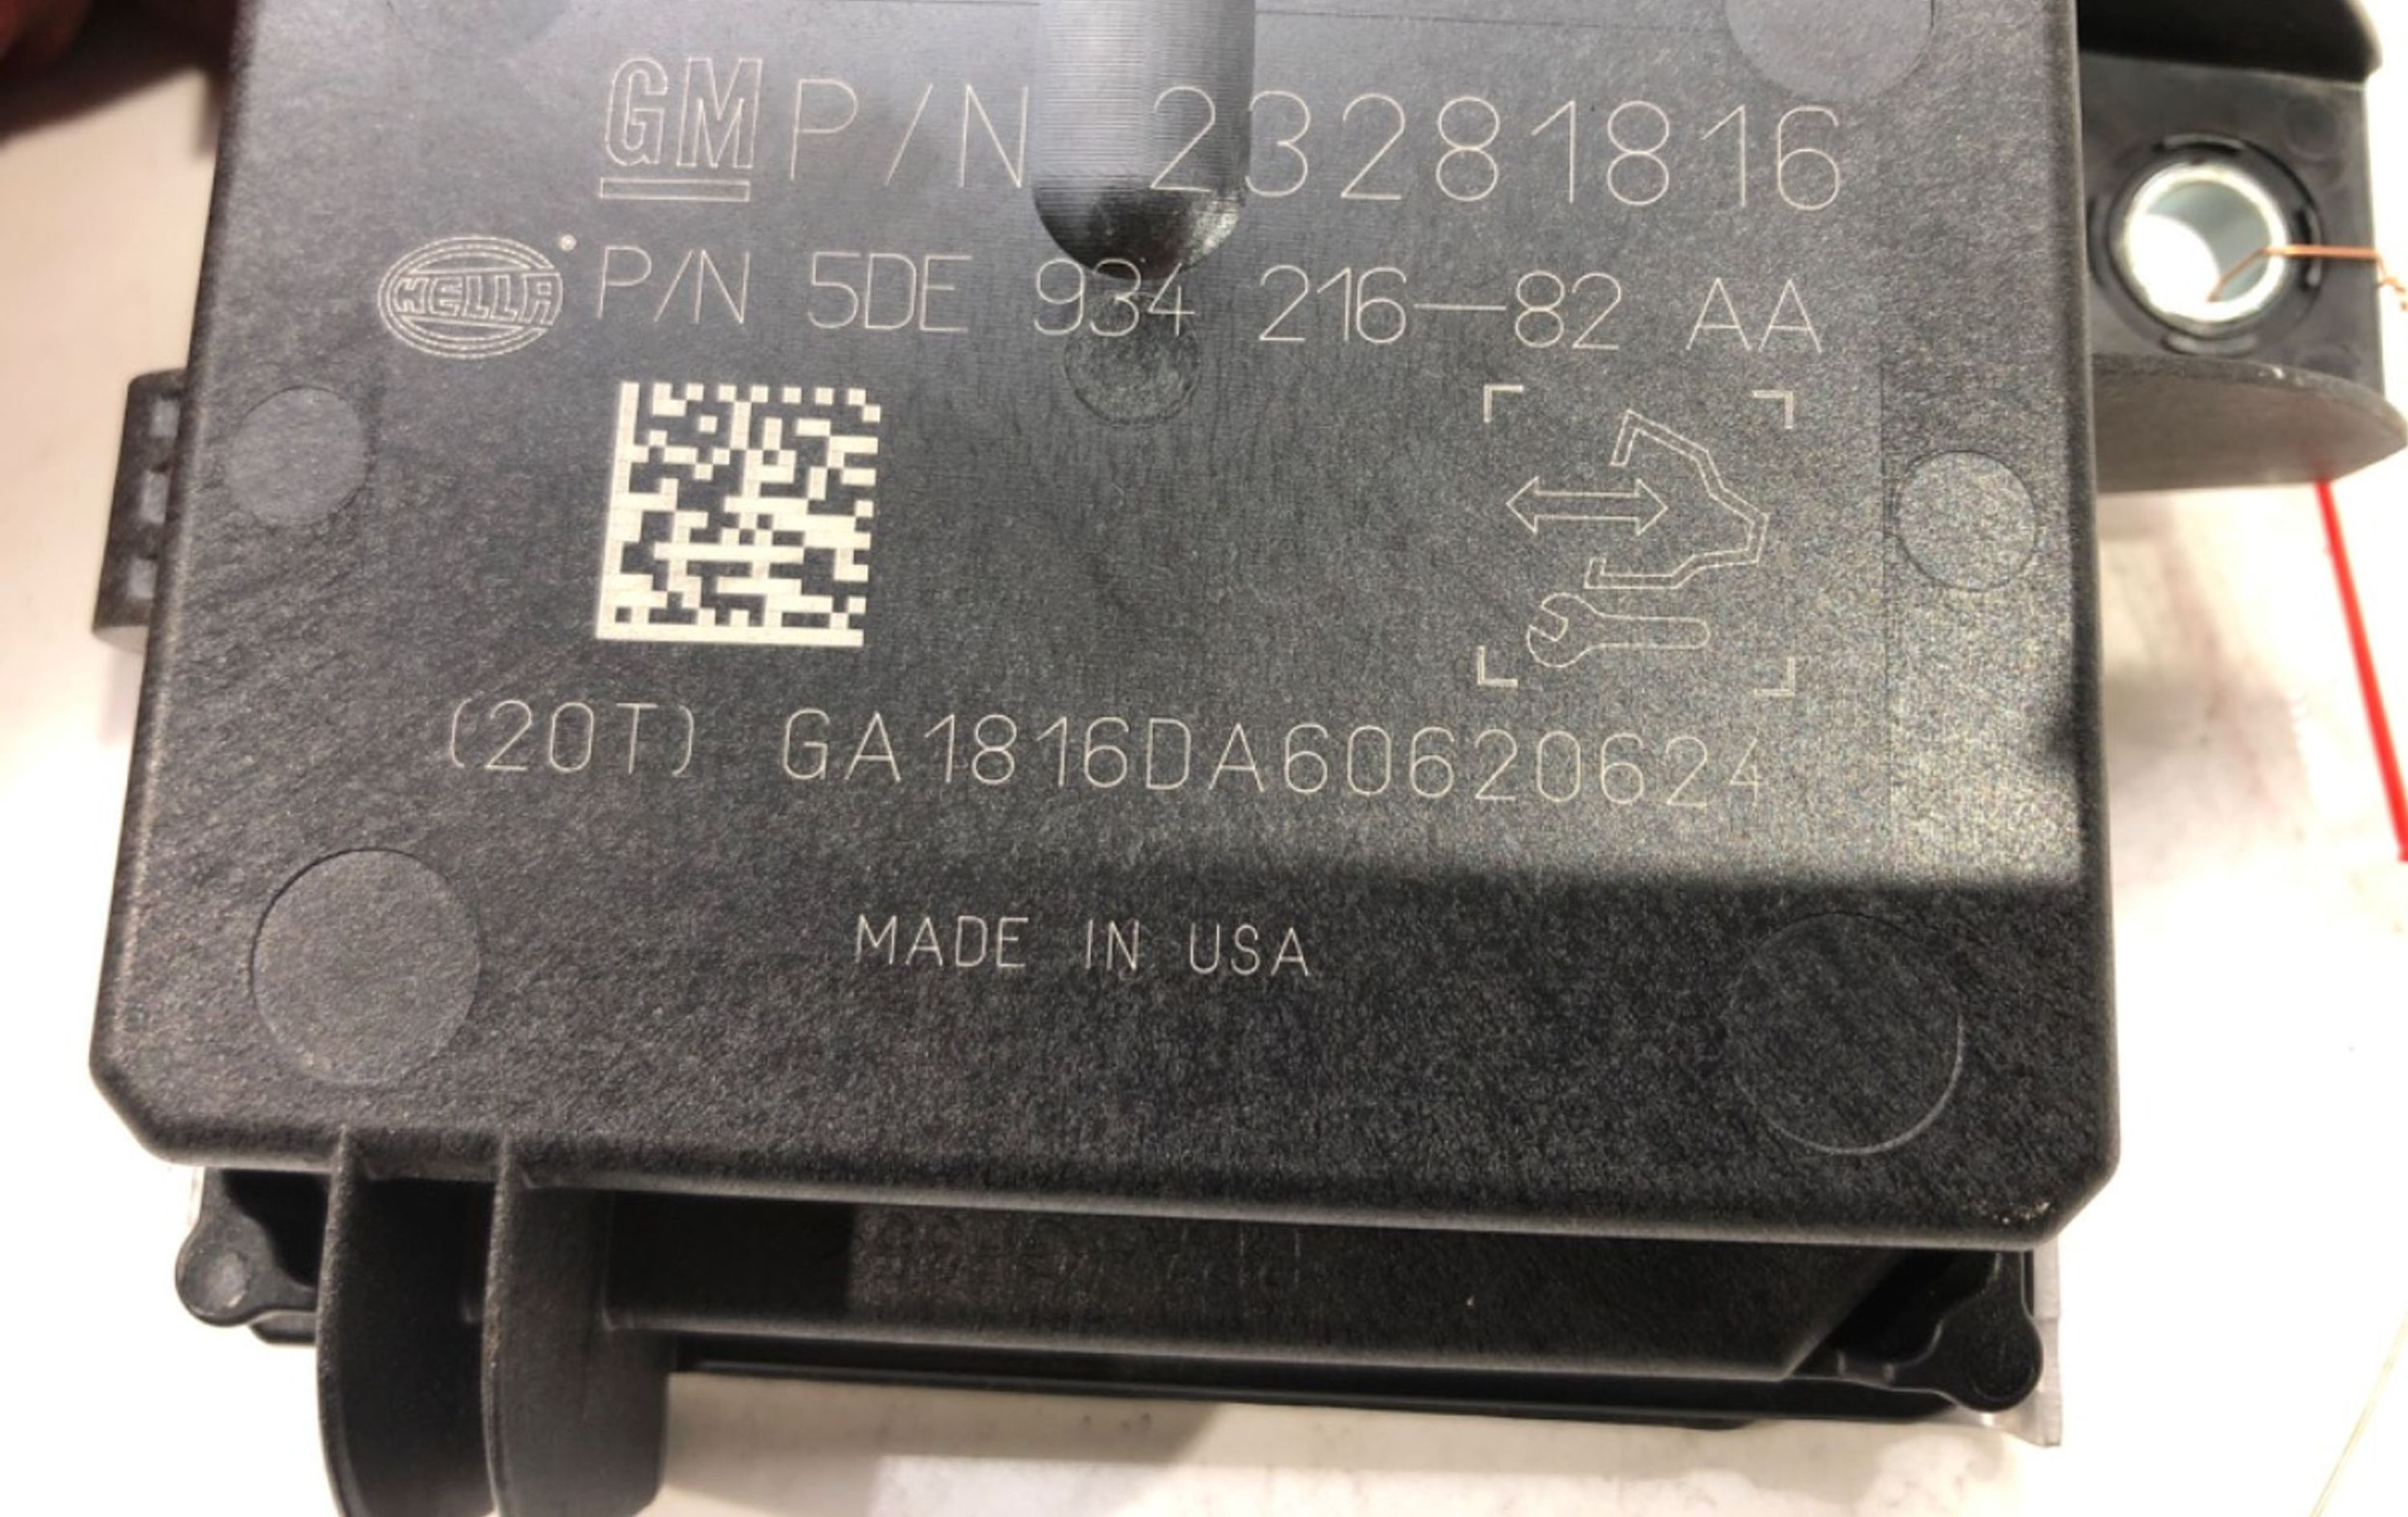 GM P/N 23281816
HELLA P/N 5DE 934 216-82 AA
(20T) GA1816DA60620624
MADE IN USA